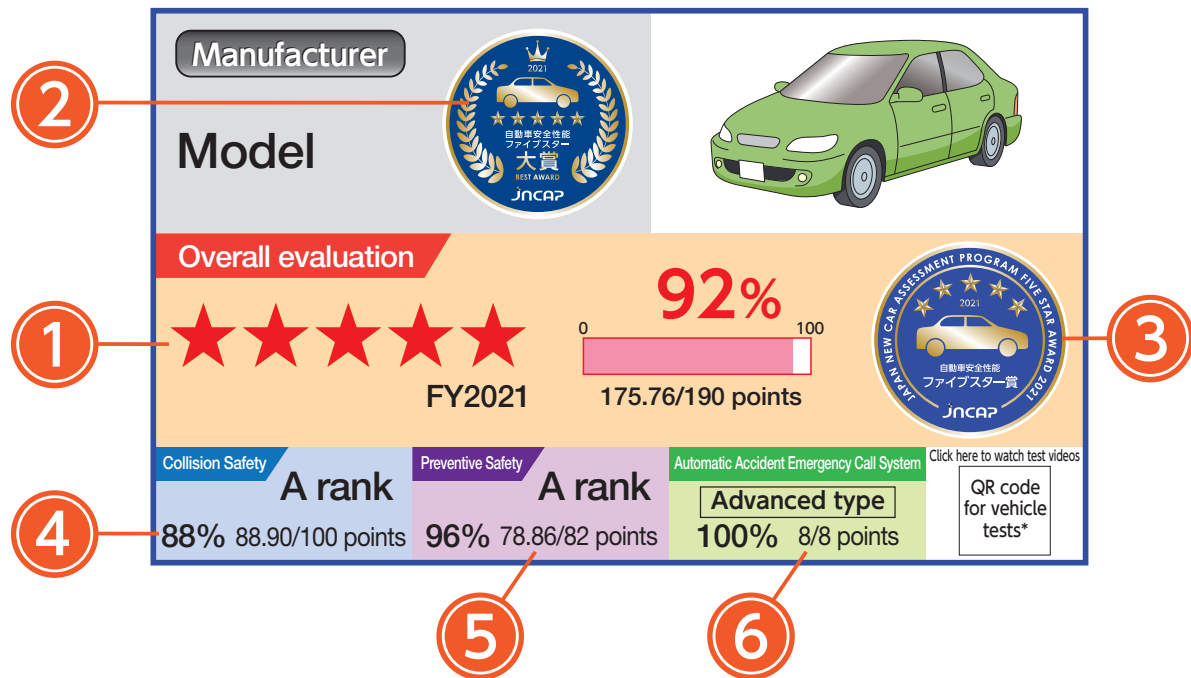 Manufacturer
Model
2021
自動車安全性能
ファイブスター
大賞
BEST AWARD
JNCAP
2
Overall evaluation
92%
0
100
175.76/190 points
FY2021
1
JAPAN NEW CAR ASSESSMENT PROGRAM FIVE STAR AWARD 2021
2021
自動車安全性能
ファイブスター賞
JNCAP
3
Collision Safety
A rank
88% 88.90/100 points
4
Preventive Safety
A rank
96% 78.86/82 points
5
Automatic Accident Emergency Call System
Advanced type
100% 8/8 points
6
Click here to watch test videos
QR code
for vehicle
tests*